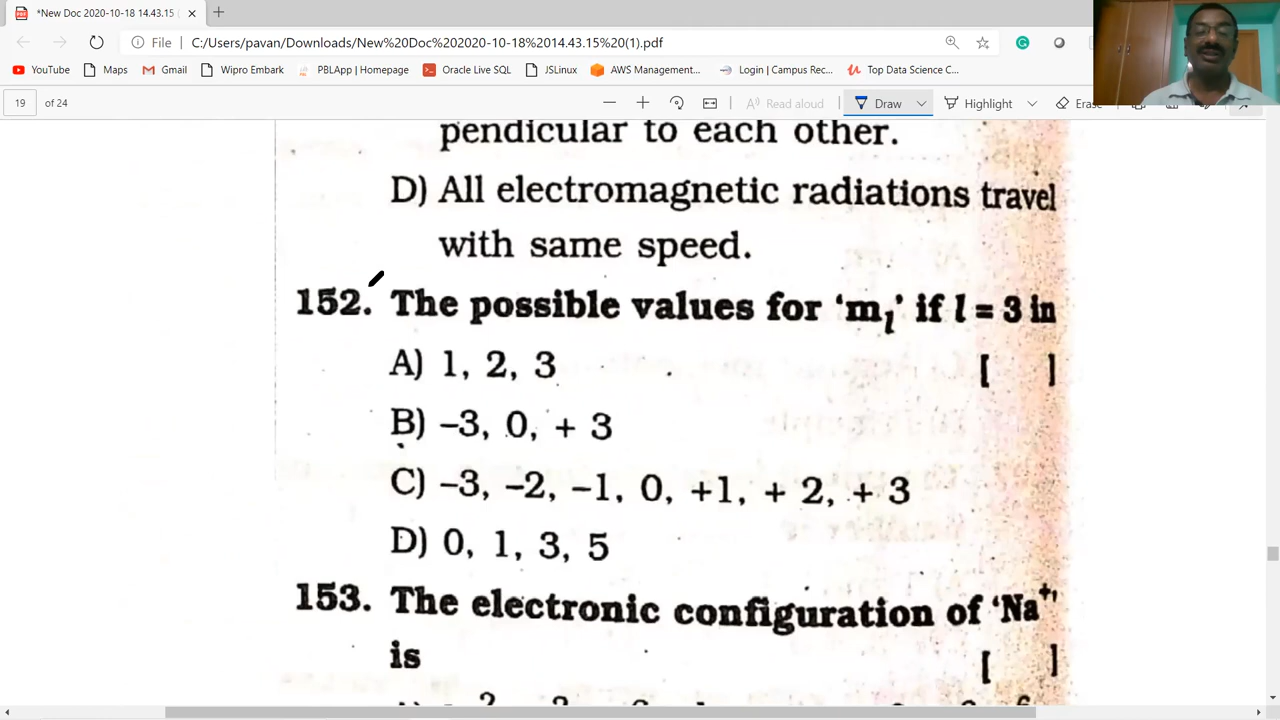 *New Doc 2020-10-18 14.43.15
File C:/Users/pavan/Downloads/New%20Doc%202020-10-18%2014.43.15%20(1).pdf
YouTube Maps Gmail Wipro Embark PBLApp | Homepage Oracle Live SQL JSLinux AWS Management... Login | Campus Rec... Top Data Science C...
19 of 24 Read aloud Draw Highlight Erase
pendicular to each other.
D) All electromagnetic radiations travel
with same speed.
152. The possible values for ‘mₗ’ if l = 3 in
A) 1, 2, 3 [ ]
B) –3, 0, + 3
C) –3, –2, –1, 0, +1, + 2, + 3
D) 0, 1, 3, 5
153. The electronic configuration of ‘Na⁺’
is [ ]